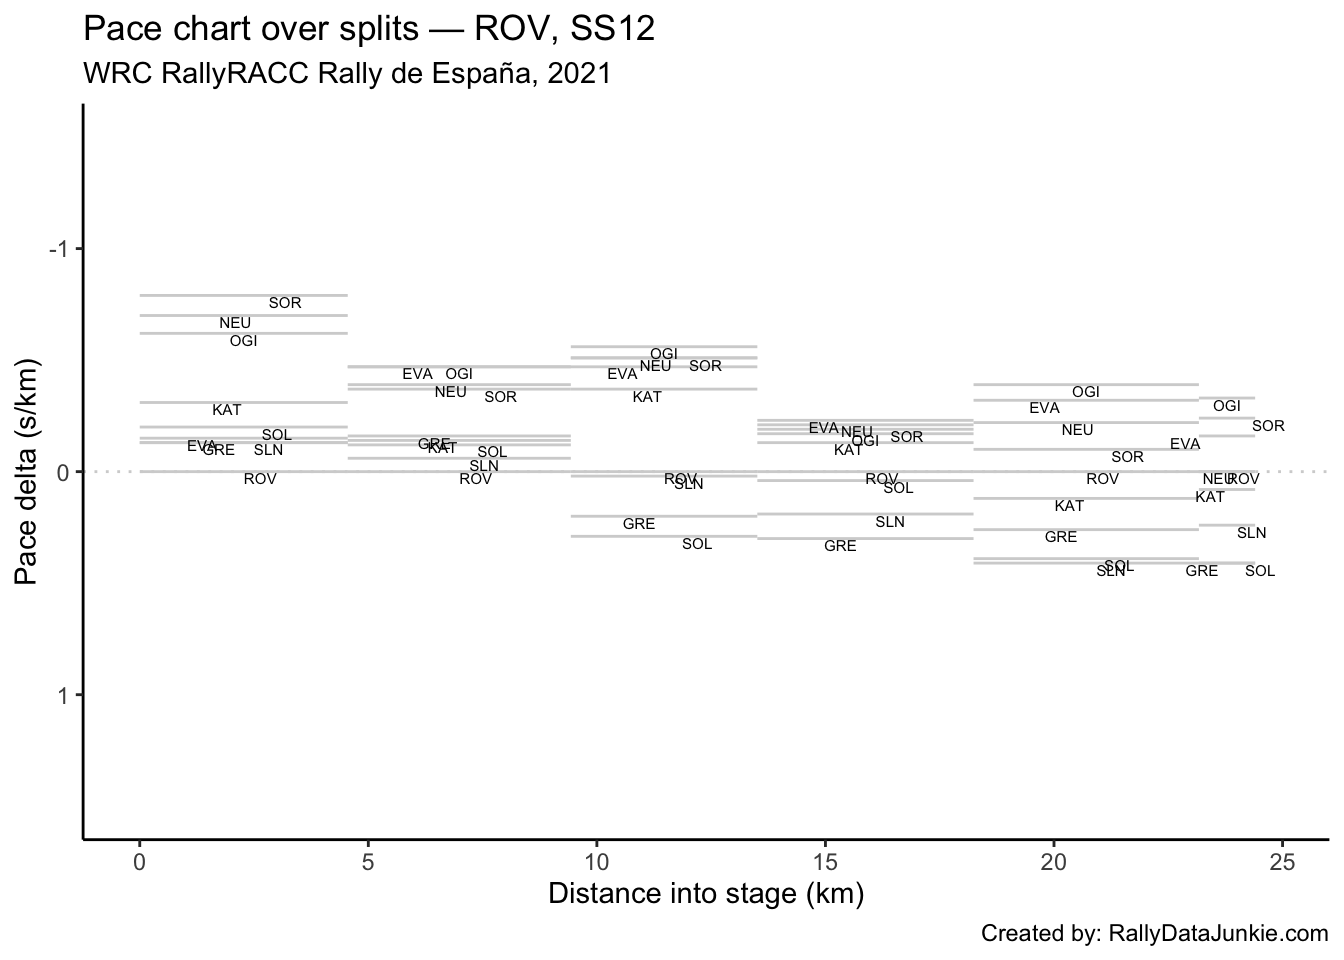 Pace chart over splits — ROV, SS12
WRC RallyRACC Rally de España, 2021
Pace delta (s/km)
-1
0
1
SOR
NEU
OGI
KAT
SOL
EVA
GRE
SLN
ROV
EVA
OGI
NEU
SOR
GRE
KAT
SOL
SLN
ROV
OGI
NEU
SOR
EVA
KAT
ROV
SLN
GRE
SOL
EVA
NEU
SOR
OGI
KAT
ROV
SOL
SLN
GRE
OGI
EVA
NEU
SOR
ROV
KAT
GRE
SOL
SLN
OGI
SOR
EVA
NEU
ROV
KAT
SLN
GRE
SOL
0 5 10 15 20 25
Distance into stage (km)
Created by: RallyDataJunkie.com